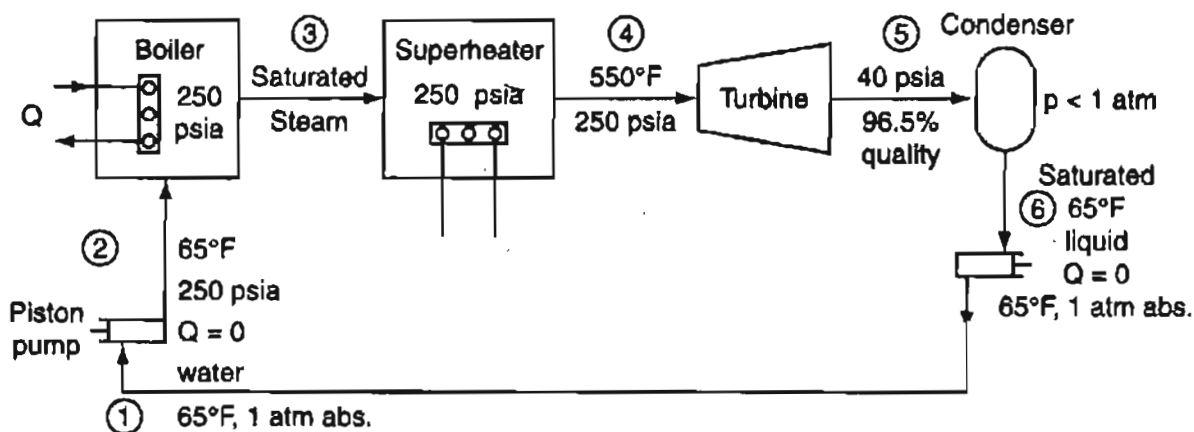 ③
④
⑤
Condenser
Boiler
Superheater
Saturated
Steam
550°F
250 psia
Turbine
40 psia
96.5%
quality
p < 1 atm
Q
250
psia
250 psia
Saturated
⑥ 65°F
liquid
Q = 0
65°F, 1 atm abs.
②
65°F
250 psia
Q = 0
Piston
pump
water
① 65°F, 1 atm abs.